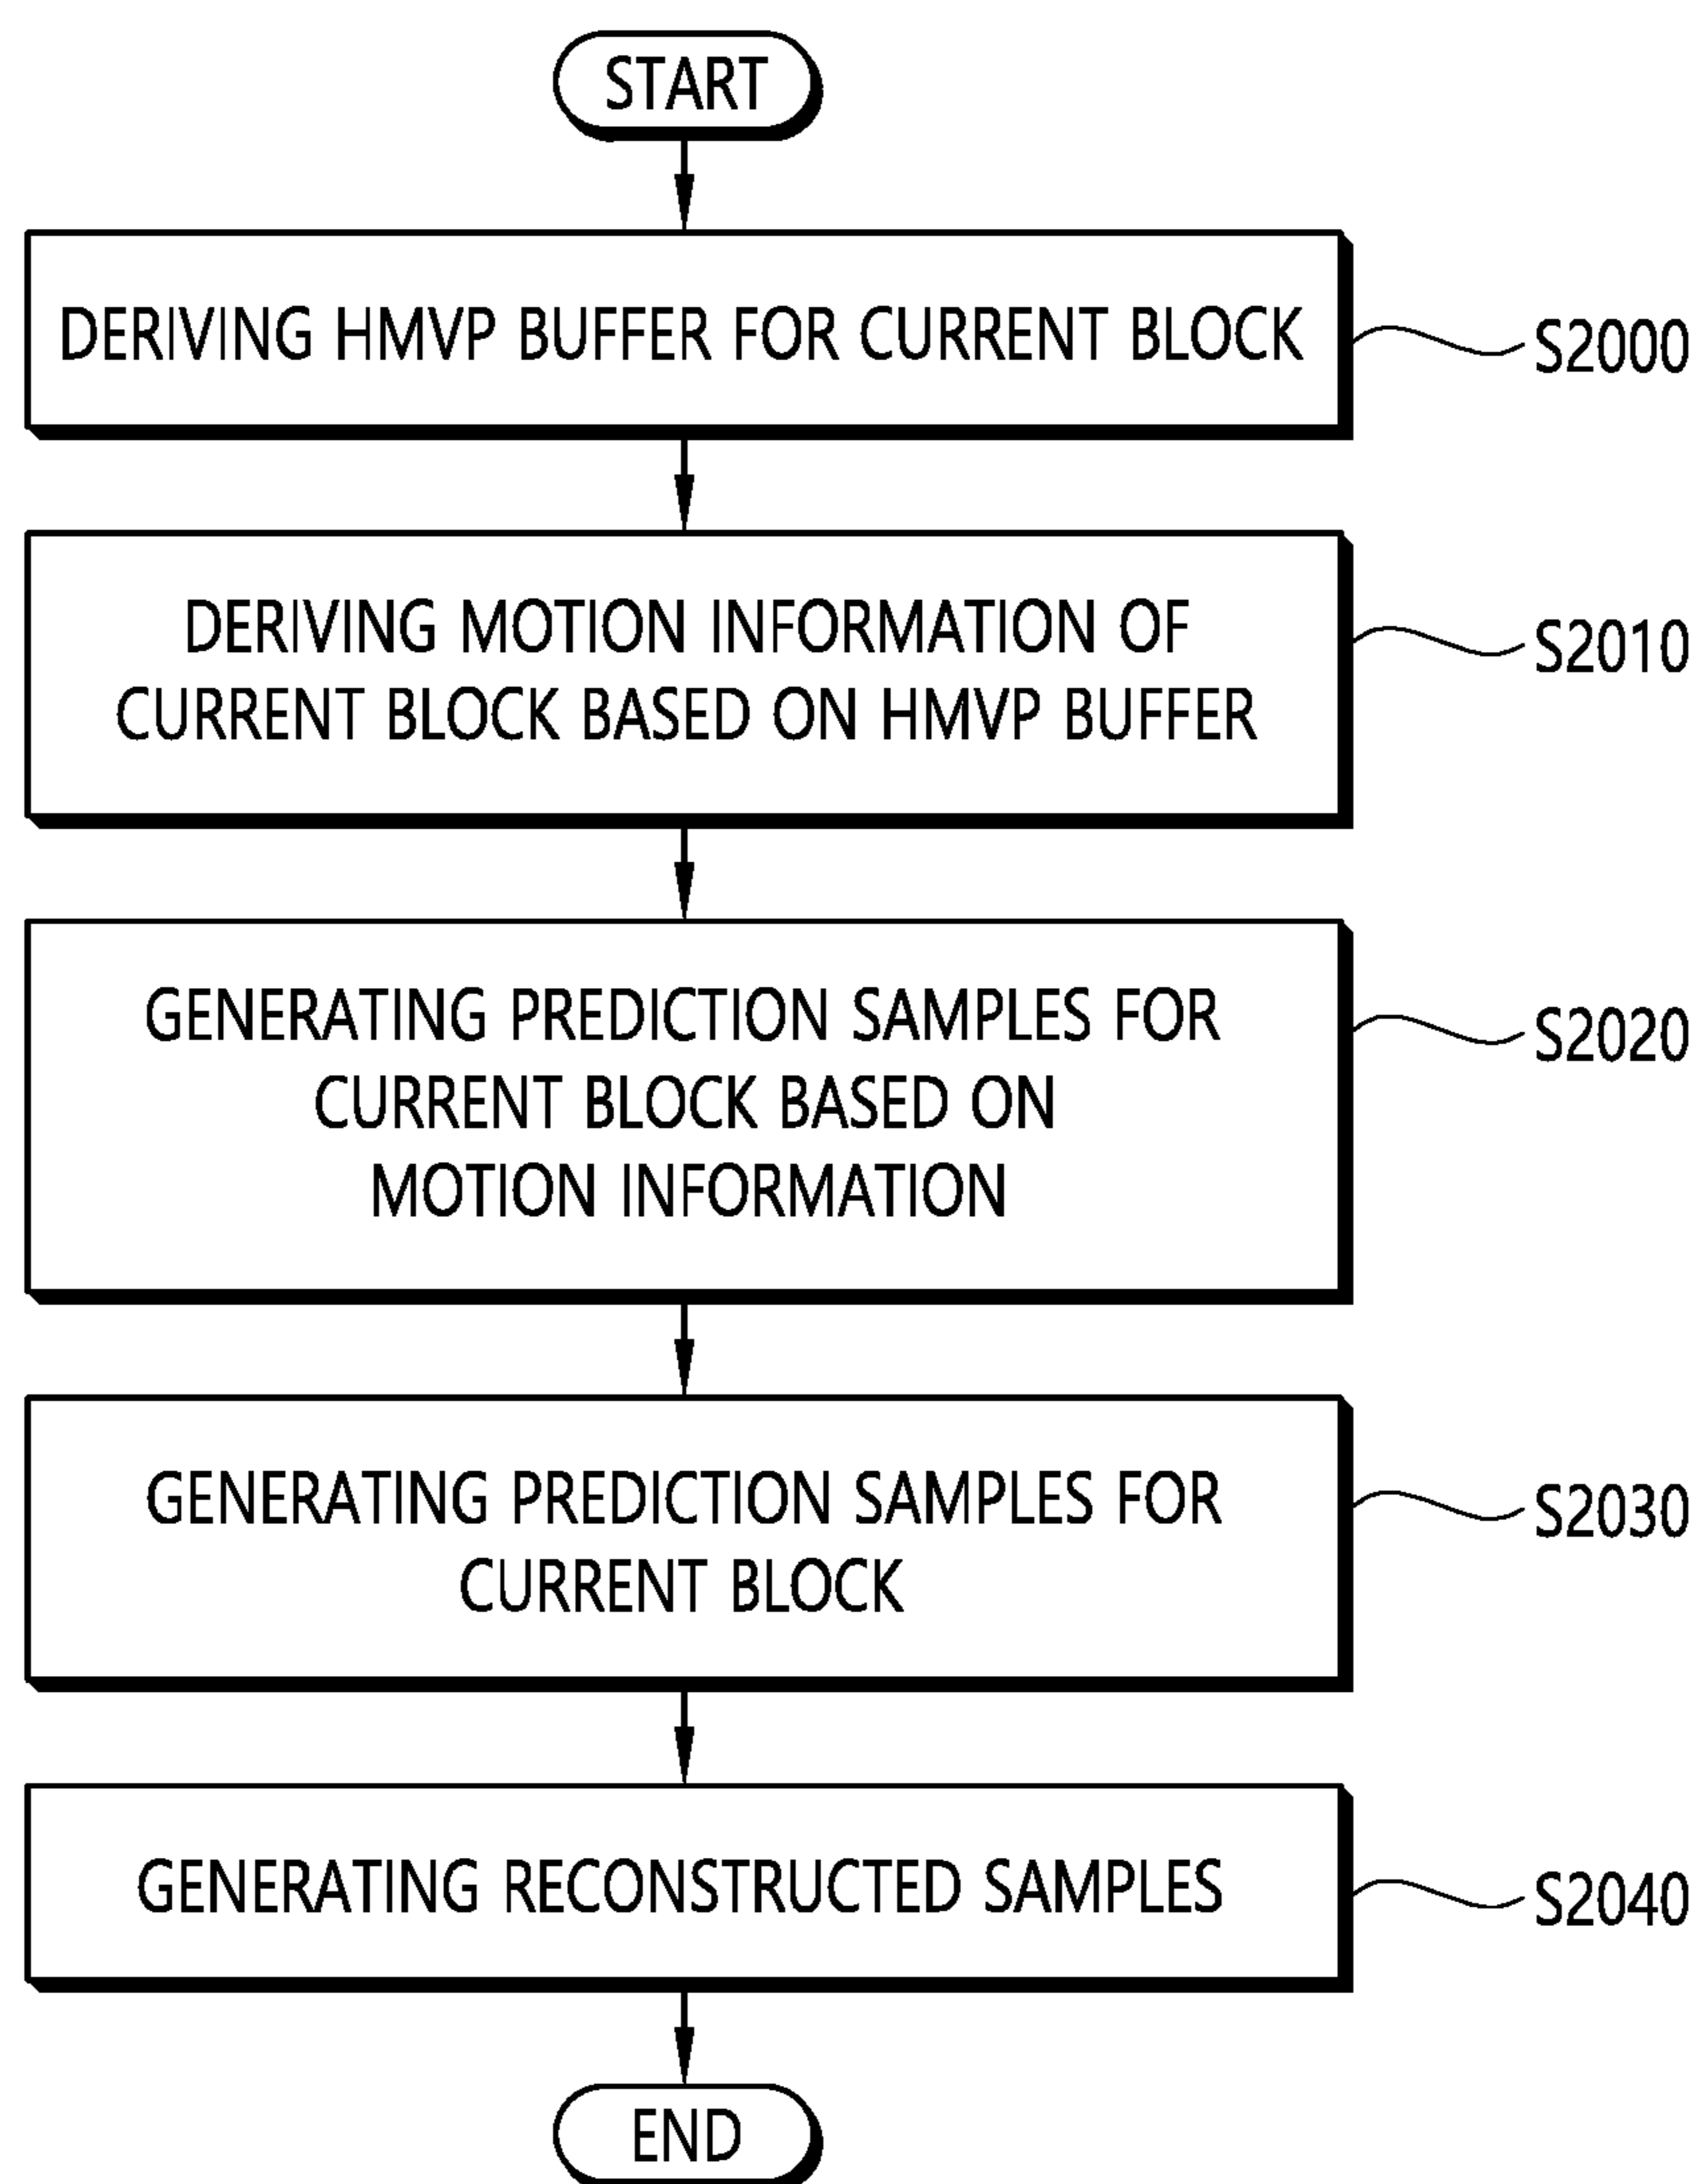 START
DERIVING HMVP BUFFER FOR CURRENT BLOCK
S2000
DERIVING MOTION INFORMATION OF
CURRENT BLOCK BASED ON HMVP BUFFER
S2010
GENERATING PREDICTION SAMPLES FOR
CURRENT BLOCK BASED ON
MOTION INFORMATION
S2020
GENERATING PREDICTION SAMPLES FOR
CURRENT BLOCK
S2030
GENERATING RECONSTRUCTED SAMPLES
S2040
END